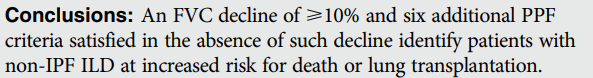 Conclusions: An FVC decline of ⩾10% and six additional PPF
criteria satisfied in the absence of such decline identify patients with
non-IPF ILD at increased risk for death or lung transplantation.